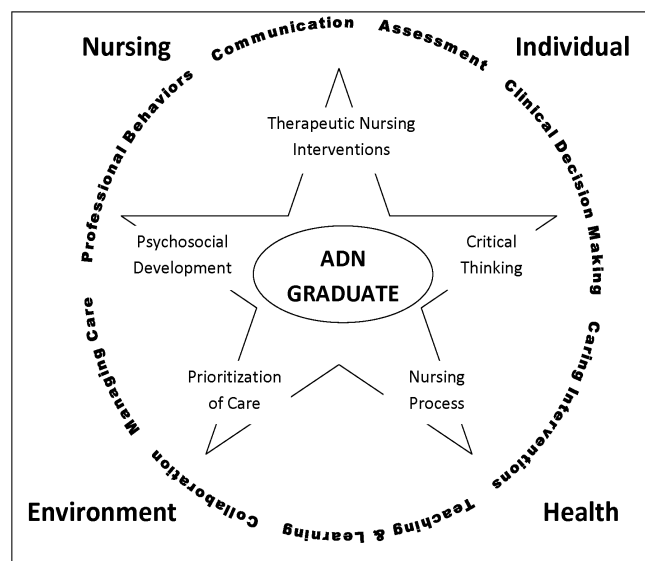 Nursing
Individual
Communication
Assessment
Clinical Decision Making
Caring Interventions
Teaching & Learning
Collaboration
Managing Care
Professional Behaviors
Therapeutic Nursing
Interventions
Psychosocial
Development
ADN
GRADUATE
Critical
Thinking
Prioritization
of Care
Nursing
Process
Environment
Health